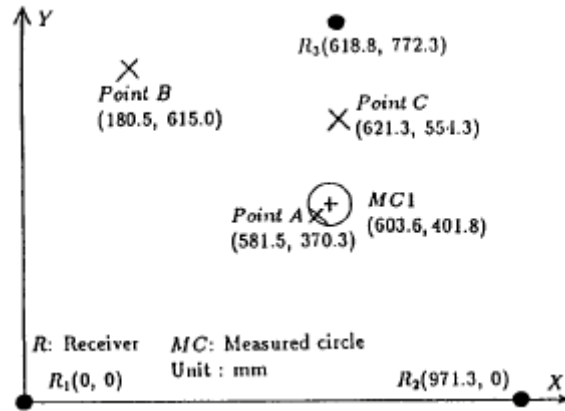 Y
R3(618.8, 772.3)
Point B
(180.5, 615.0)
Point C
(621.3, 554.3)
Point A
(581.5, 370.3)
MC1
(603.6, 401.8)
R: Receiver MC: Measured circle
Unit : mm
R1(0, 0)
R2(971.3, 0)
X